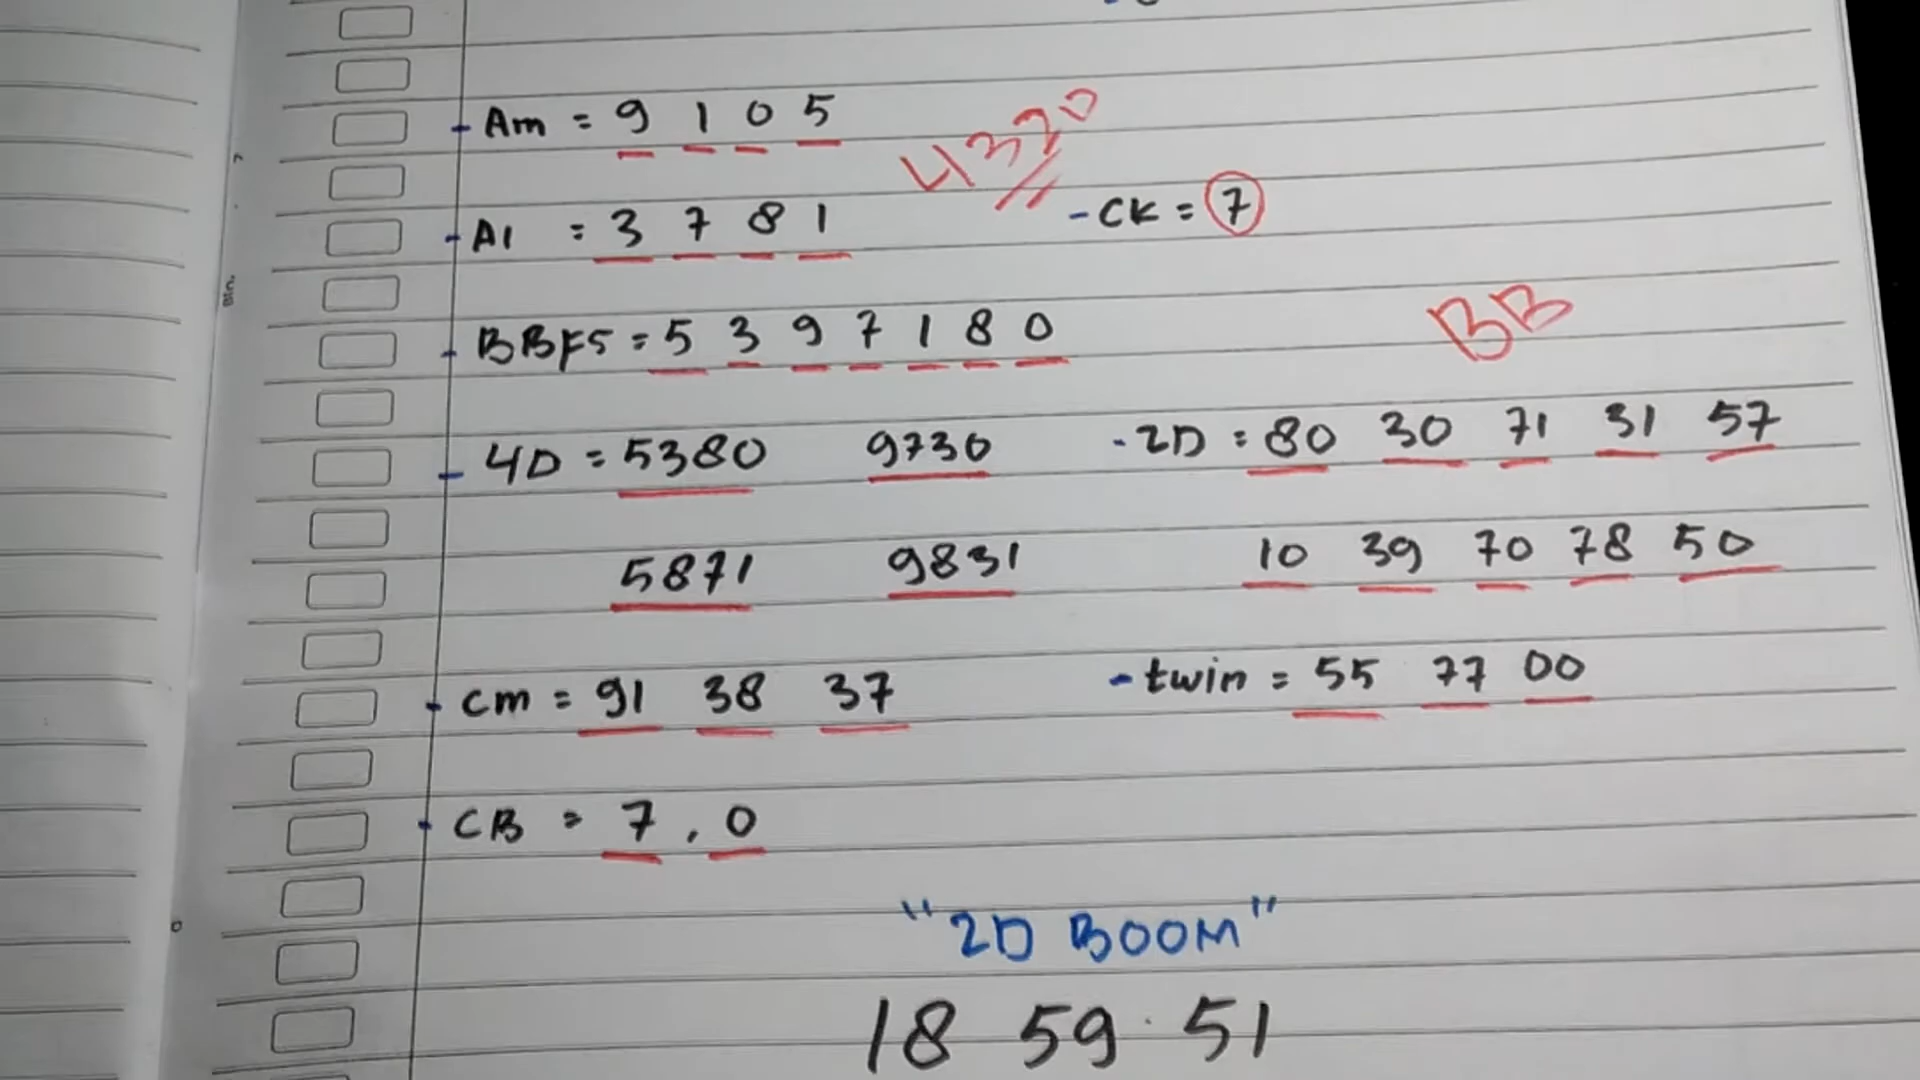 - Am = 9 1 0 5
4370
- AI = 3 7 8 1
- CK = 7
- BBFS = 5 3 9 7 1 8 0
BB
- 4D = 5380 9730
- 2D = 80 30 71 31 57
5871 9831
10 39 70 78 50
- cm = 91 38 37
- twin = 55 77 00
- CB = 7 . 0
"2D BOOM"
18 59 51